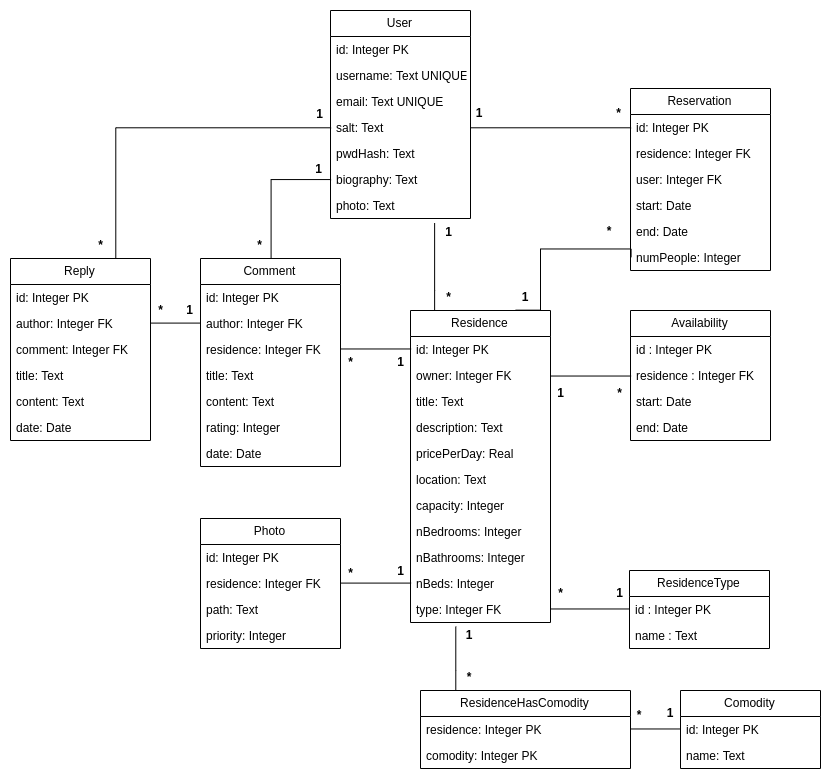 User
id: Integer PK
username: Text UNIQUE
email: Text UNIQUE
salt: Text
pwdHash: Text
biography: Text
photo: Text
1
1
1
*
1
*
*
*
*
1
Reservation
id: Integer PK
residence: Integer FK
user: Integer FK
start: Date
end: Date
numPeople: Integer
Reply
id: Integer PK
author: Integer FK
comment: Integer FK
title: Text
content: Text
date: Date
*
1
Comment
id: Integer PK
author: Integer FK
residence: Integer FK
title: Text
content: Text
rating: Integer
date: Date
*
1
Residence
id: Integer PK
owner: Integer FK
title: Text
description: Text
pricePerDay: Real
location: Text
capacity: Integer
nBedrooms: Integer
nBathrooms: Integer
nBeds: Integer
type: Integer FK
1
*
Availability
id : Integer PK
residence : Integer FK
start: Date
end: Date
Photo
id: Integer PK
residence: Integer FK
path: Text
priority: Integer
*
1
*
1
ResidenceType
id : Integer PK
name : Text
1
*
ResidenceHasComodity
residence: Integer PK
comodity: Integer PK
*
1
Comodity
id: Integer PK
name: Text